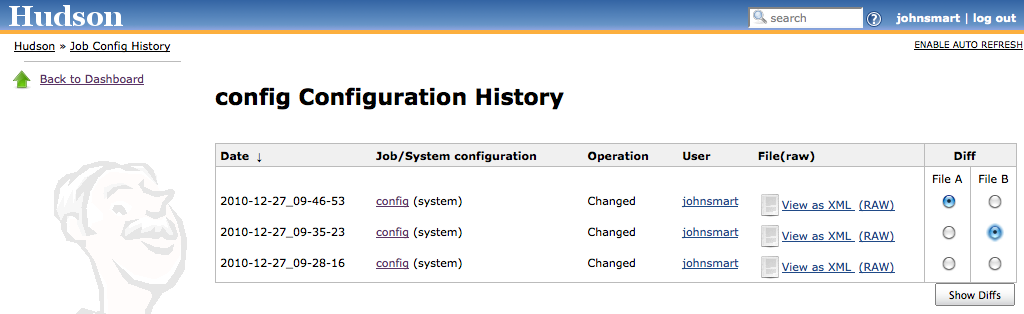 Hudson search ? johnsmart | log out
Hudson » Job Config History ENABLE AUTO REFRESH
Back to Dashboard
config Configuration History
Date ↓ Job/System configuration Operation User File(raw) Diff
File A File B
2010-12-27_09-46-53 config (system) Changed johnsmart View as XML (RAW)
2010-12-27_09-35-23 config (system) Changed johnsmart View as XML (RAW)
2010-12-27_09-28-16 config (system) Changed johnsmart View as XML (RAW)
Show Diffs